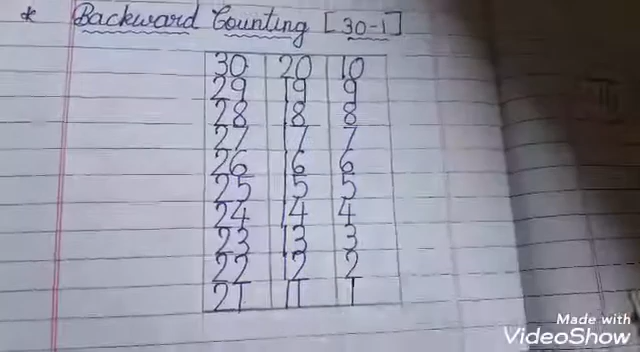 * Backward Counting [30-1]
30 20 10
29 19 9
28 18 8
27 17 7
26 16 6
25 15 5
24 14 4
23 13 3
22 12 2
21 11 1
Made with
VideoShow